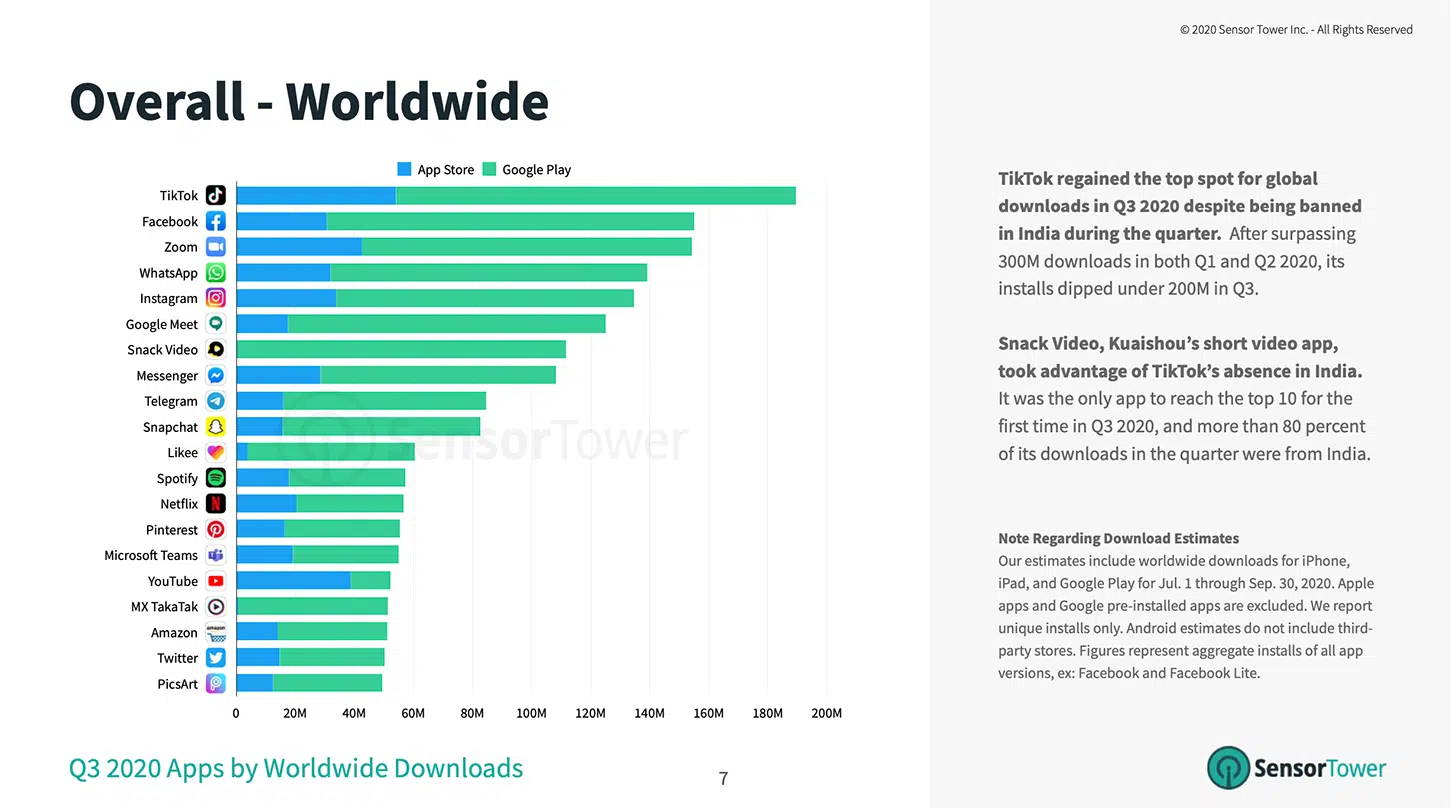 © 2020 Sensor Tower Inc. - All Rights Reserved
Overall - Worldwide
App Store Google Play
TikTok
Facebook
Zoom
WhatsApp
Instagram
Google Meet
Snack Video
Messenger
Telegram
Snapchat
Likee
Spotify
Netflix
Pinterest
Microsoft Teams
YouTube
MX TakaTak
Amazon
amazon
Twitter
PicsArt
SensorTower
0 20M 40M 60M 80M 100M 120M 140M 160M 180M 200M
Q3 2020 Apps by Worldwide Downloads
7
TikTok regained the top spot for global
downloads in Q3 2020 despite being banned
in India during the quarter. After surpassing
300M downloads in both Q1 and Q2 2020, its
installs dipped under 200M in Q3.
Snack Video, Kuaishou’s short video app,
took advantage of TikTok’s absence in India.
It was the only app to reach the top 10 for the
first time in Q3 2020, and more than 80 percent
of its downloads in the quarter were from India.
Note Regarding Download Estimates
Our estimates include worldwide downloads for iPhone,
iPad, and Google Play for Jul. 1 through Sep. 30, 2020. Apple
apps and Google pre-installed apps are excluded. We report
unique installs only. Android estimates do not include third-
party stores. Figures represent aggregate installs of all app
versions, ex: Facebook and Facebook Lite.
SensorTower